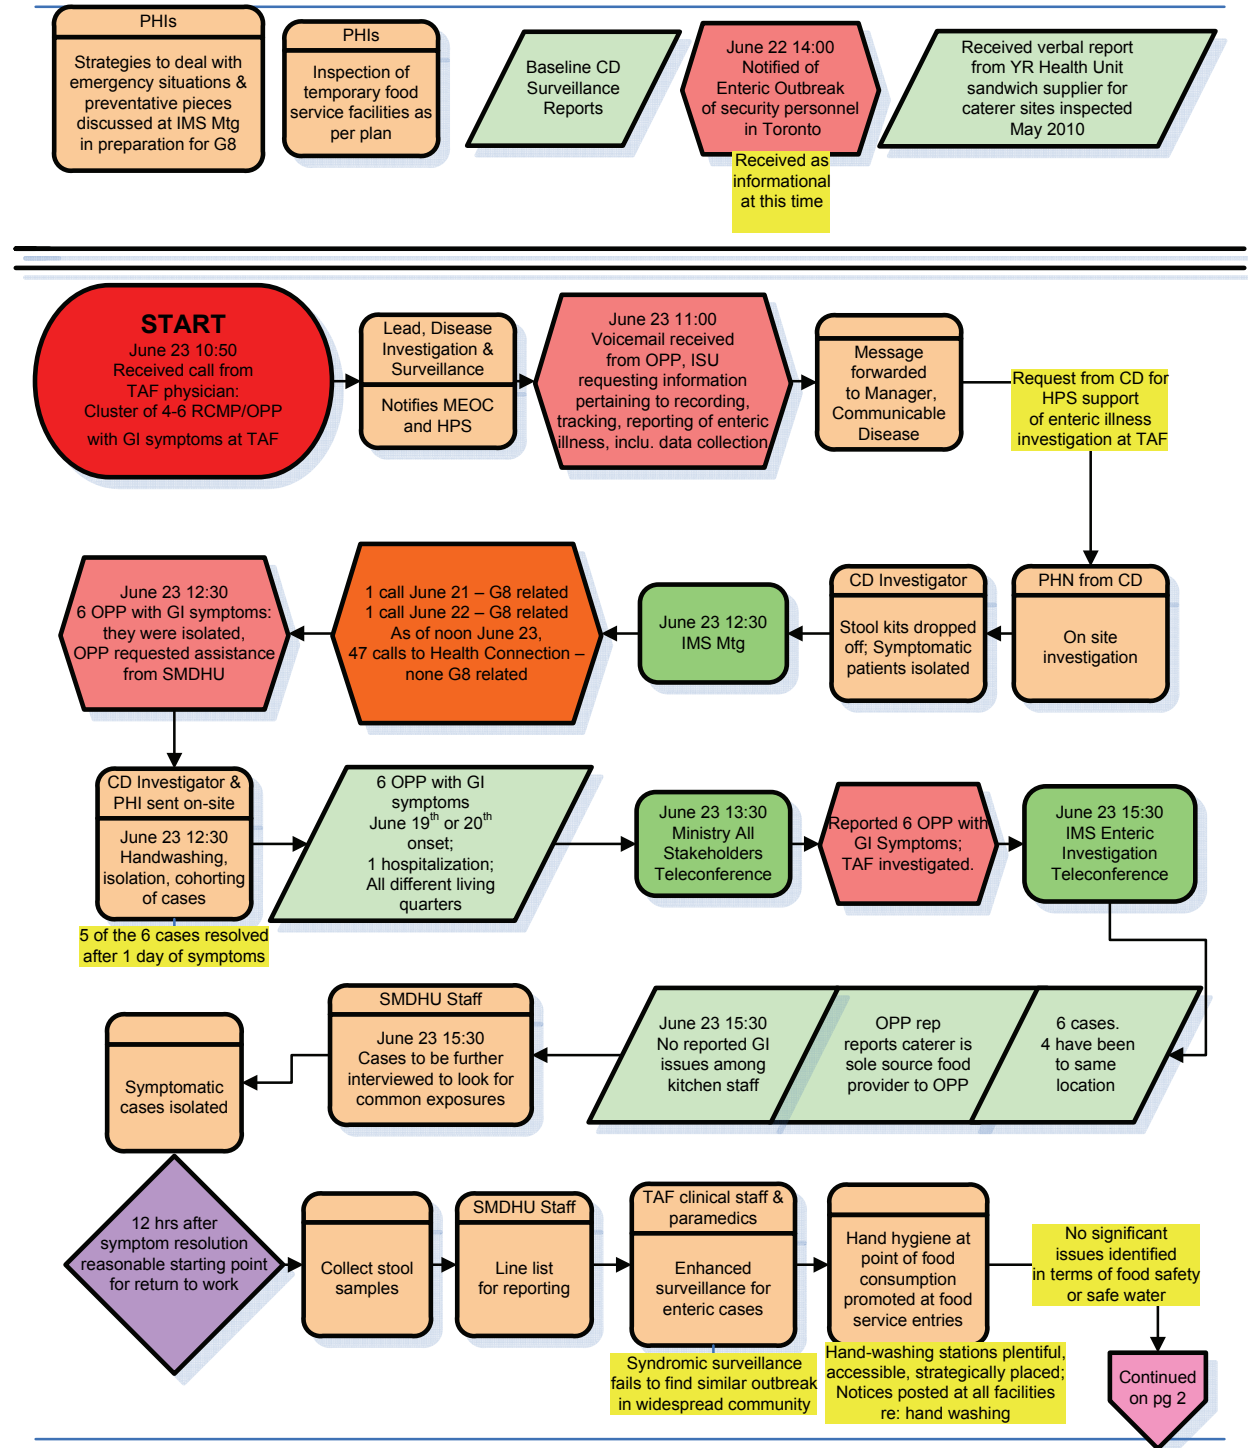 PHIs
Strategies to deal with
emergency situations &
preventative pieces
discussed at IMS Mtg
in preparation for G8
PHIs
Inspection of
temporary food
service facilities as
per plan
Baseline CD
Surveillance
Reports
June 22 14:00
Notified of
Enteric Outbreak
of security personnel
in Toronto
Received as
informational
at this time
Received verbal report
from YR Health Unit
sandwich supplier for
caterer sites inspected
May 2010
START
June 23 10:50
Received call from
TAF physician:
Cluster of 4-6 RCMP/OPP
with GI symptoms at TAF
Lead, Disease
Investigation &
Surveillance
Notifies MEOC
and HPS
June 23 11:00
Voicemail received
from OPP, ISU
requesting information
pertaining to recording,
tracking, reporting of enteric
illness, inclu. data collection
Message
forwarded
to Manager,
Communicable
Disease
Request from CD for
HPS support
of enteric illness
investigation at TAF
PHN from CD
On site
investigation
CD Investigator
Stool kits dropped
off; Symptomatic
patients isolated
June 23 12:30
IMS Mtg
1 call June 21 – G8 related
1 call June 22 – G8 related
As of noon June 23,
47 calls to Health Connection –
none G8 related
June 23 12:30
6 OPP with GI symptoms:
they were isolated,
OPP requested assistance
from SMDHU
CD Investigator &
PHI sent on-site
June 23 12:30
Handwashing,
isolation, cohorting
of cases
5 of the 6 cases resolved
after 1 day of symptoms
6 OPP with GI
symptoms
June 19th or 20th
onset;
1 hospitalization;
All different living
quarters
June 23 13:30
Ministry All
Stakeholders
Teleconference
Reported 6 OPP with
GI Symptoms;
TAF investigated.
June 23 15:30
IMS Enteric
Investigation
Teleconference
6 cases.
4 have been
to same
location
OPP rep
reports caterer is
sole source food
provider to OPP
June 23 15:30
No reported GI
issues among
kitchen staff
SMDHU Staff
June 23 15:30
Cases to be further
interviewed to look for
common exposures
Symptomatic
cases isolated
12 hrs after
symptom resolution
reasonable starting point
for return to work
Collect stool
samples
SMDHU Staff
Line list
for reporting
TAF clinical staff &
paramedics
Enhanced
surveillance for
enteric cases
Syndromic surveillance
fails to find similar outbreak
in widespread community
Hand hygiene at
point of food
consumption
promoted at food
service entries
Hand-washing stations plentiful,
accessible, strategically placed;
Notices posted at all facilities
re: hand washing
No significant
issues identified
in terms of food safety
or safe water
Continued
on pg 2